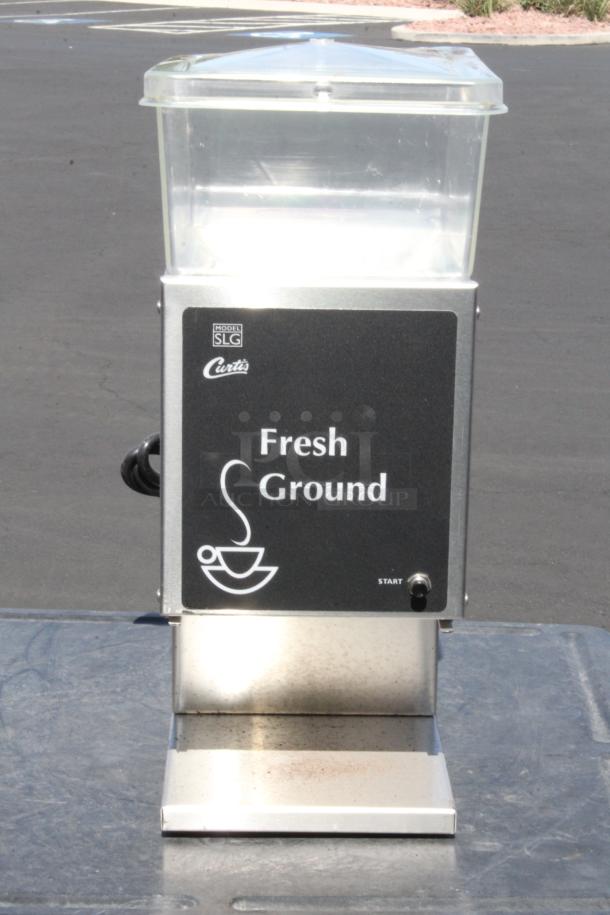 MODEL
SLG
Curtis
Fresh
Ground
START
PCI
AUCTION GROUP